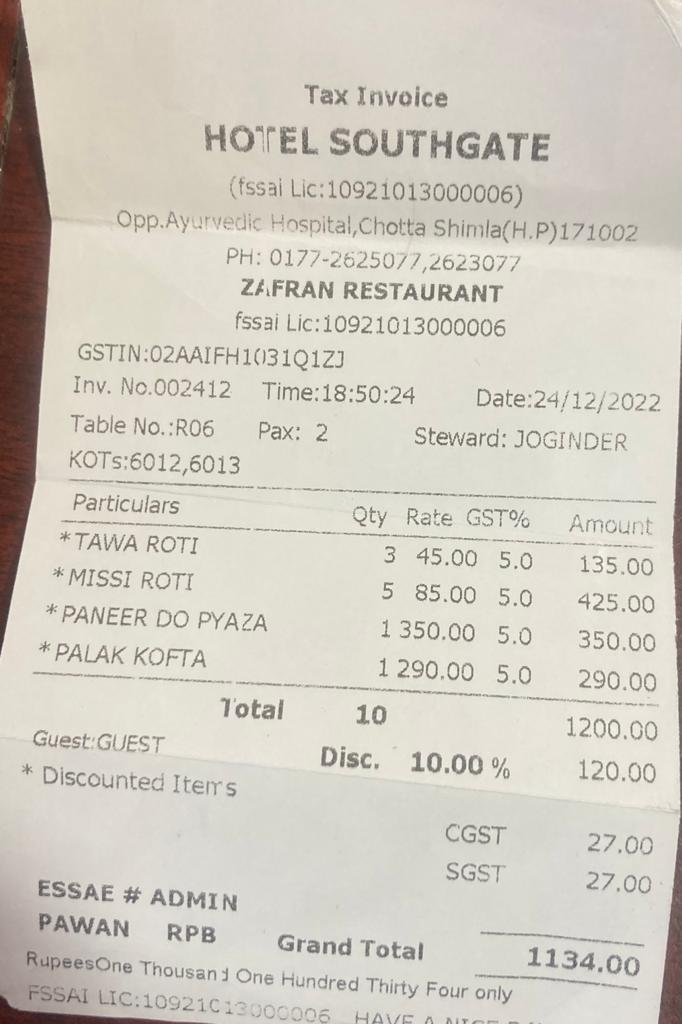 Tax Invoice
HOTEL SOUTHGATE
(fssai Lic:10921013000006)
Opp.Ayurvedic Hospital,Chotta Shimla(H.P)171002
PH: 0177-2625077,2623077
ZAFRAN RESTAURANT
fssai Lic:10921013000006
GSTIN:02AAIFH1031Q1ZJ
Inv. No.002412 Time:18:50:24 Date:24/12/2022
Table No.:R06 Pax: 2 Steward: JOGINDER
KOTs:6012,6013
Particulars Qty Rate GST% Amount
*TAWA ROTI 3 45.00 5.0 135.00
*MISSI ROTI 5 85.00 5.0 425.00
*PANEER DO PYAZA 1 350.00 5.0 350.00
*PALAK KOFTA 1 290.00 5.0 290.00
Total 10 1200.00
Guest:GUEST Disc. 10.00 % 120.00
* Discounted Items
CGST 27.00
SGST 27.00
ESSAE # ADMIN
PAWAN RPB Grand Total 1134.00
RupeesOne Thousand One Hundred Thirty Four only
FSSAI LIC:10921013000006 HAVE A NICE